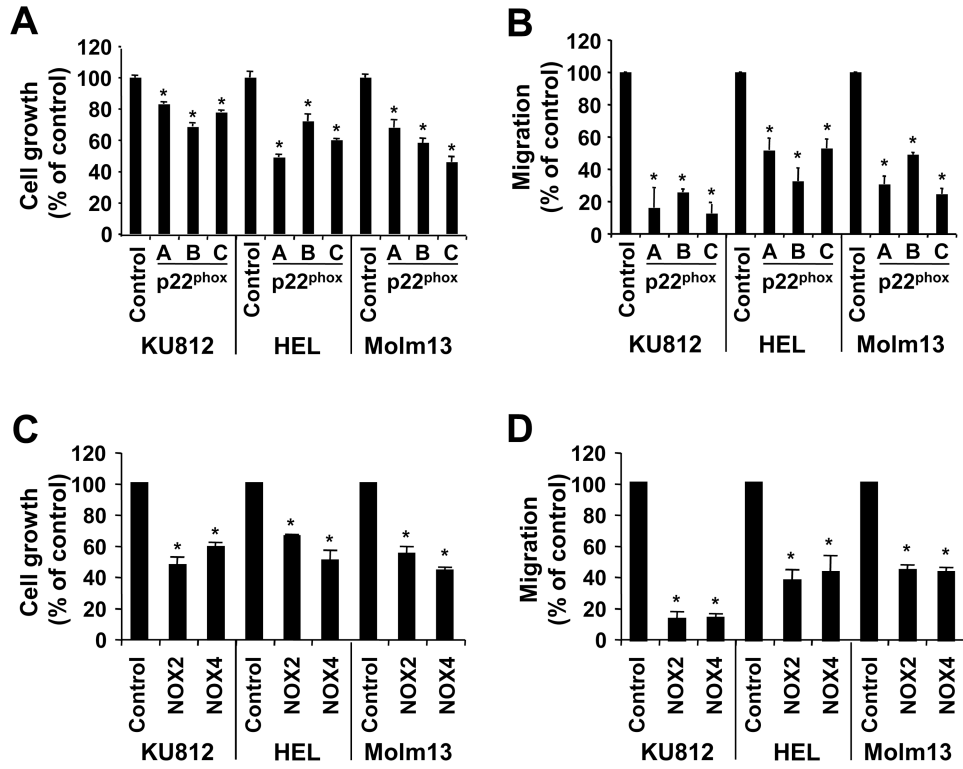 A
Cell growth
(% of control)
120
100
80
60
40
20
0
* * * * * * * * *
Control A B C Control A B C Control A B C
p22phox p22phox p22phox
KU812 HEL Molm13
B
Migration
(% of control)
120
100
80
60
40
20
0
* * * * * * * * *
Control A B C Control A B C Control A B C
p22phox p22phox p22phox
KU812 HEL Molm13
C
Cell growth
(% of control)
120
100
80
60
40
20
0
* * * * * *
Control NOX2 NOX4 Control NOX2 NOX4 Control NOX2 NOX4
KU812 HEL Molm13
D
Migration
(% of control)
120
100
80
60
40
20
0
* * * * * *
Control NOX2 NOX4 Control NOX2 NOX4 Control NOX2 NOX4
KU812 HEL Molm13